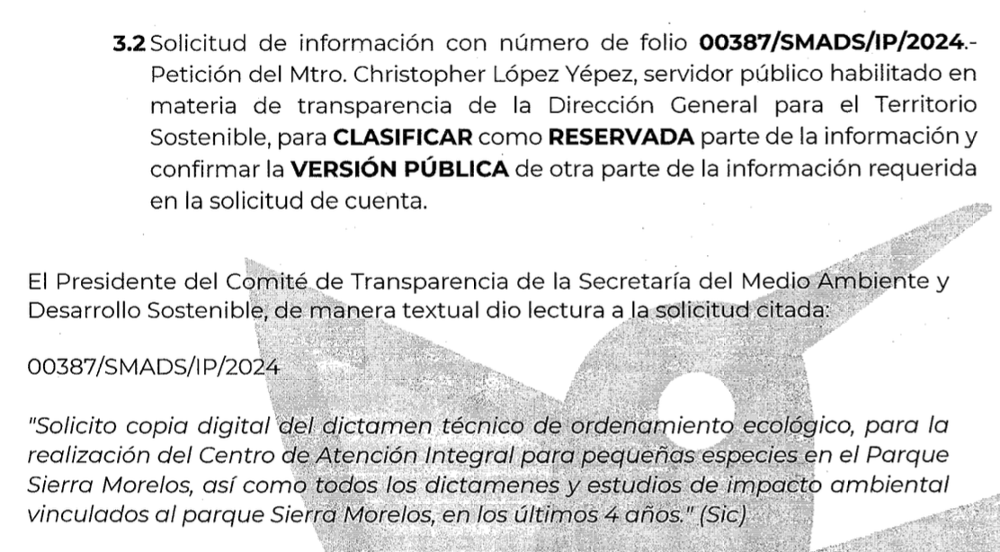 3.2 Solicitud de información con número de folio 00387/SMADS/IP/2024.-
Petición del Mtro. Christopher López Yépez, servidor público habilitado en
materia de transparencia de la Dirección General para el Territorio
Sostenible, para CLASIFICAR como RESERVADA parte de la información y
confirmar la VERSIÓN PÚBLICA de otra parte de la información requerida
en la solicitud de cuenta.
El Presidente del Comité de Transparencia de la Secretaría del Medio Ambiente y
Desarrollo Sostenible, de manera textual dio lectura a la solicitud citada:
00387/SMADS/IP/2024
"Solicito copia digital del dictamen técnico de ordenamiento ecológico, para la
realización del Centro de Atención Integral para pequeñas especies en el Parque
Sierra Morelos, así como todos los dictamenes y estudios de impacto ambiental
vinculados al parque Sierra Morelos, en los últimos 4 años." (Sic)